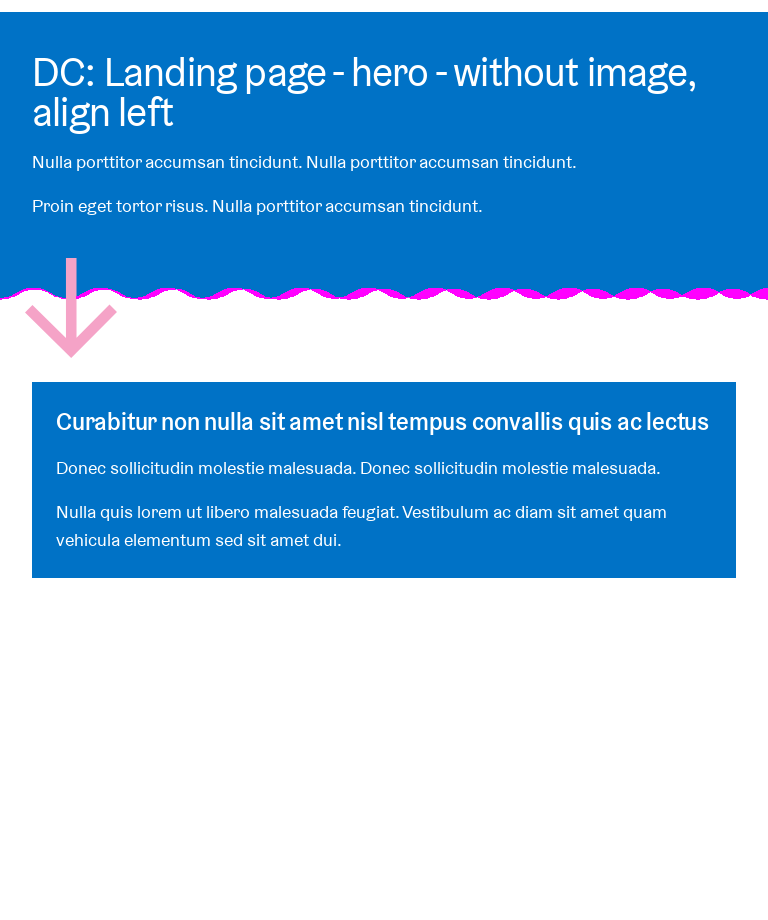 DC: Landing page - hero - without image,
align left
Nulla porttitor accumsan tincidunt. Nulla porttitor accumsan tincidunt.
Proin eget tortor risus. Nulla porttitor accumsan tincidunt.
Curabitur non nulla sit amet nisl tempus convallis quis ac lectus
Donec sollicitudin molestie malesuada. Donec sollicitudin molestie malesuada.
Nulla quis lorem ut libero malesuada feugiat. Vestibulum ac diam sit amet quam
vehicula elementum sed sit amet dui.